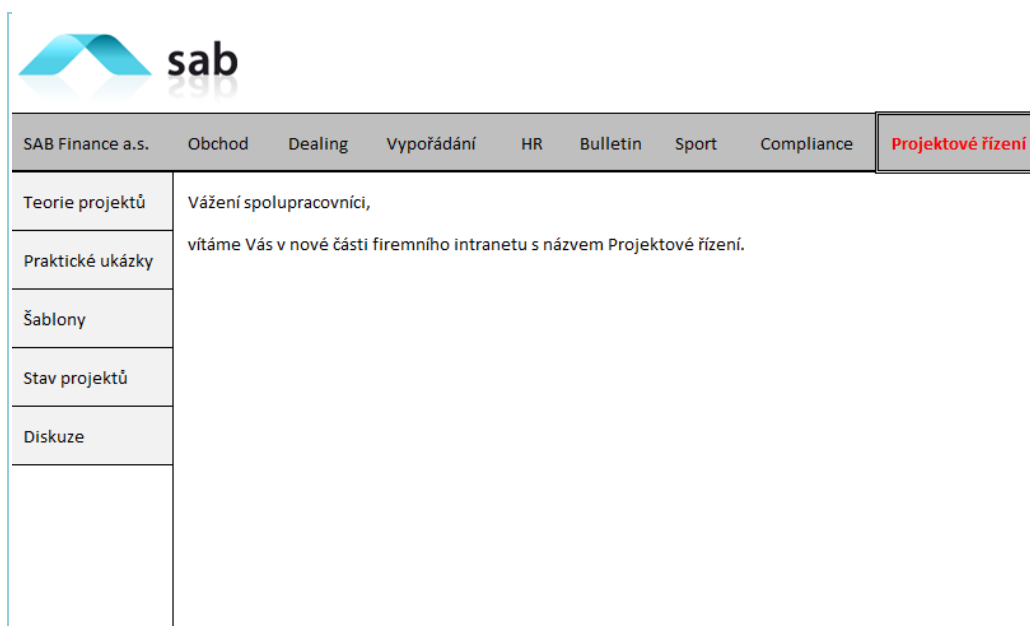 sab
SAB Finance a.s. Obchod Dealing Vypořádání HR Bulletin Sport Compliance Projektové řízení
Teorie projektů
Praktické ukázky
Šablony
Stav projektů
Diskuze
Vážení spolupracovníci,
vítáme Vás v nové části firemního intranetu s názvem Projektové řízení.